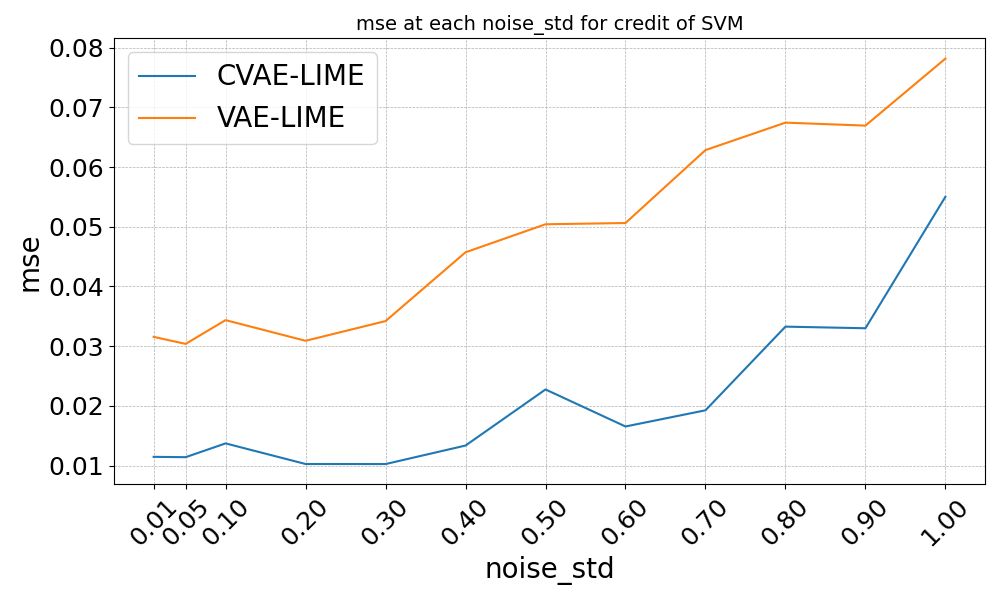 mse at each noise_std for credit of SVM
CVAE-LIME
VAE-LIME
0.08
0.07
0.06
0.05
0.04
0.03
0.02
0.01
mse
0.01 0.05 0.10 0.20 0.30 0.40 0.50 0.60 0.70 0.80 0.90 1.00
noise_std